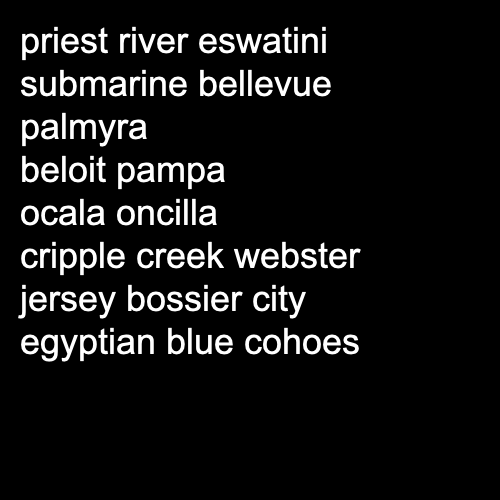 priest river eswatini
submarine bellevue
palmyra
beloit pampa
ocala oncilla
cripple creek webster
jersey bossier city
egyptian blue cohoes